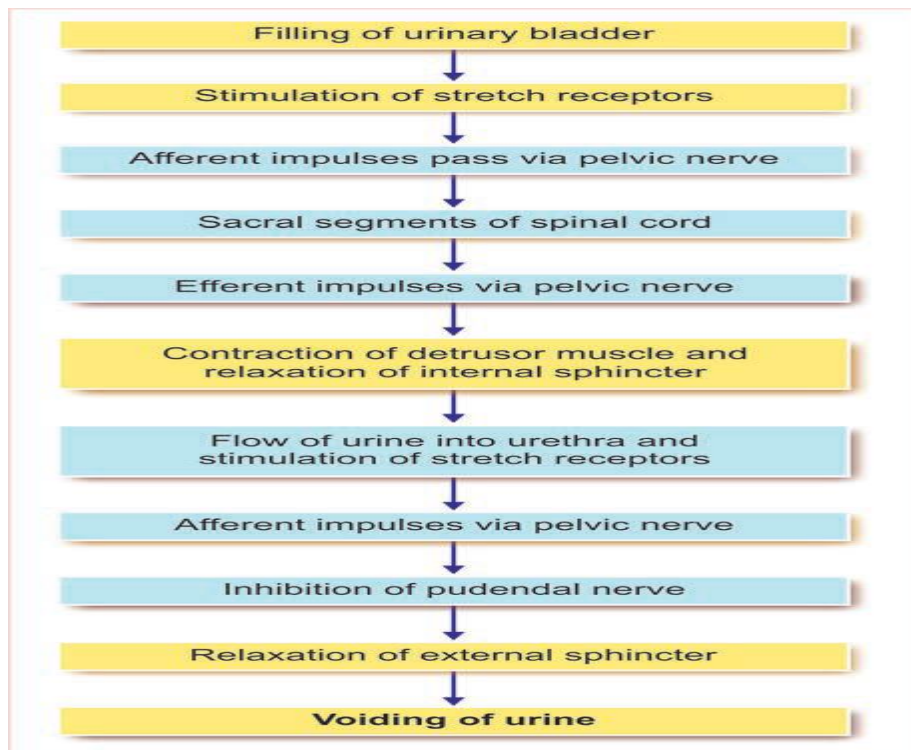 Filling of urinary bladder
Stimulation of stretch receptors
Afferent impulses pass via pelvic nerve
Sacral segments of spinal cord
Efferent impulses via pelvic nerve
Contraction of detrusor muscle and
relaxation of internal sphincter
Flow of urine into urethra and
stimulation of stretch receptors
Afferent impulses via pelvic nerve
Inhibition of pudendal nerve
Relaxation of external sphincter
Voiding of urine